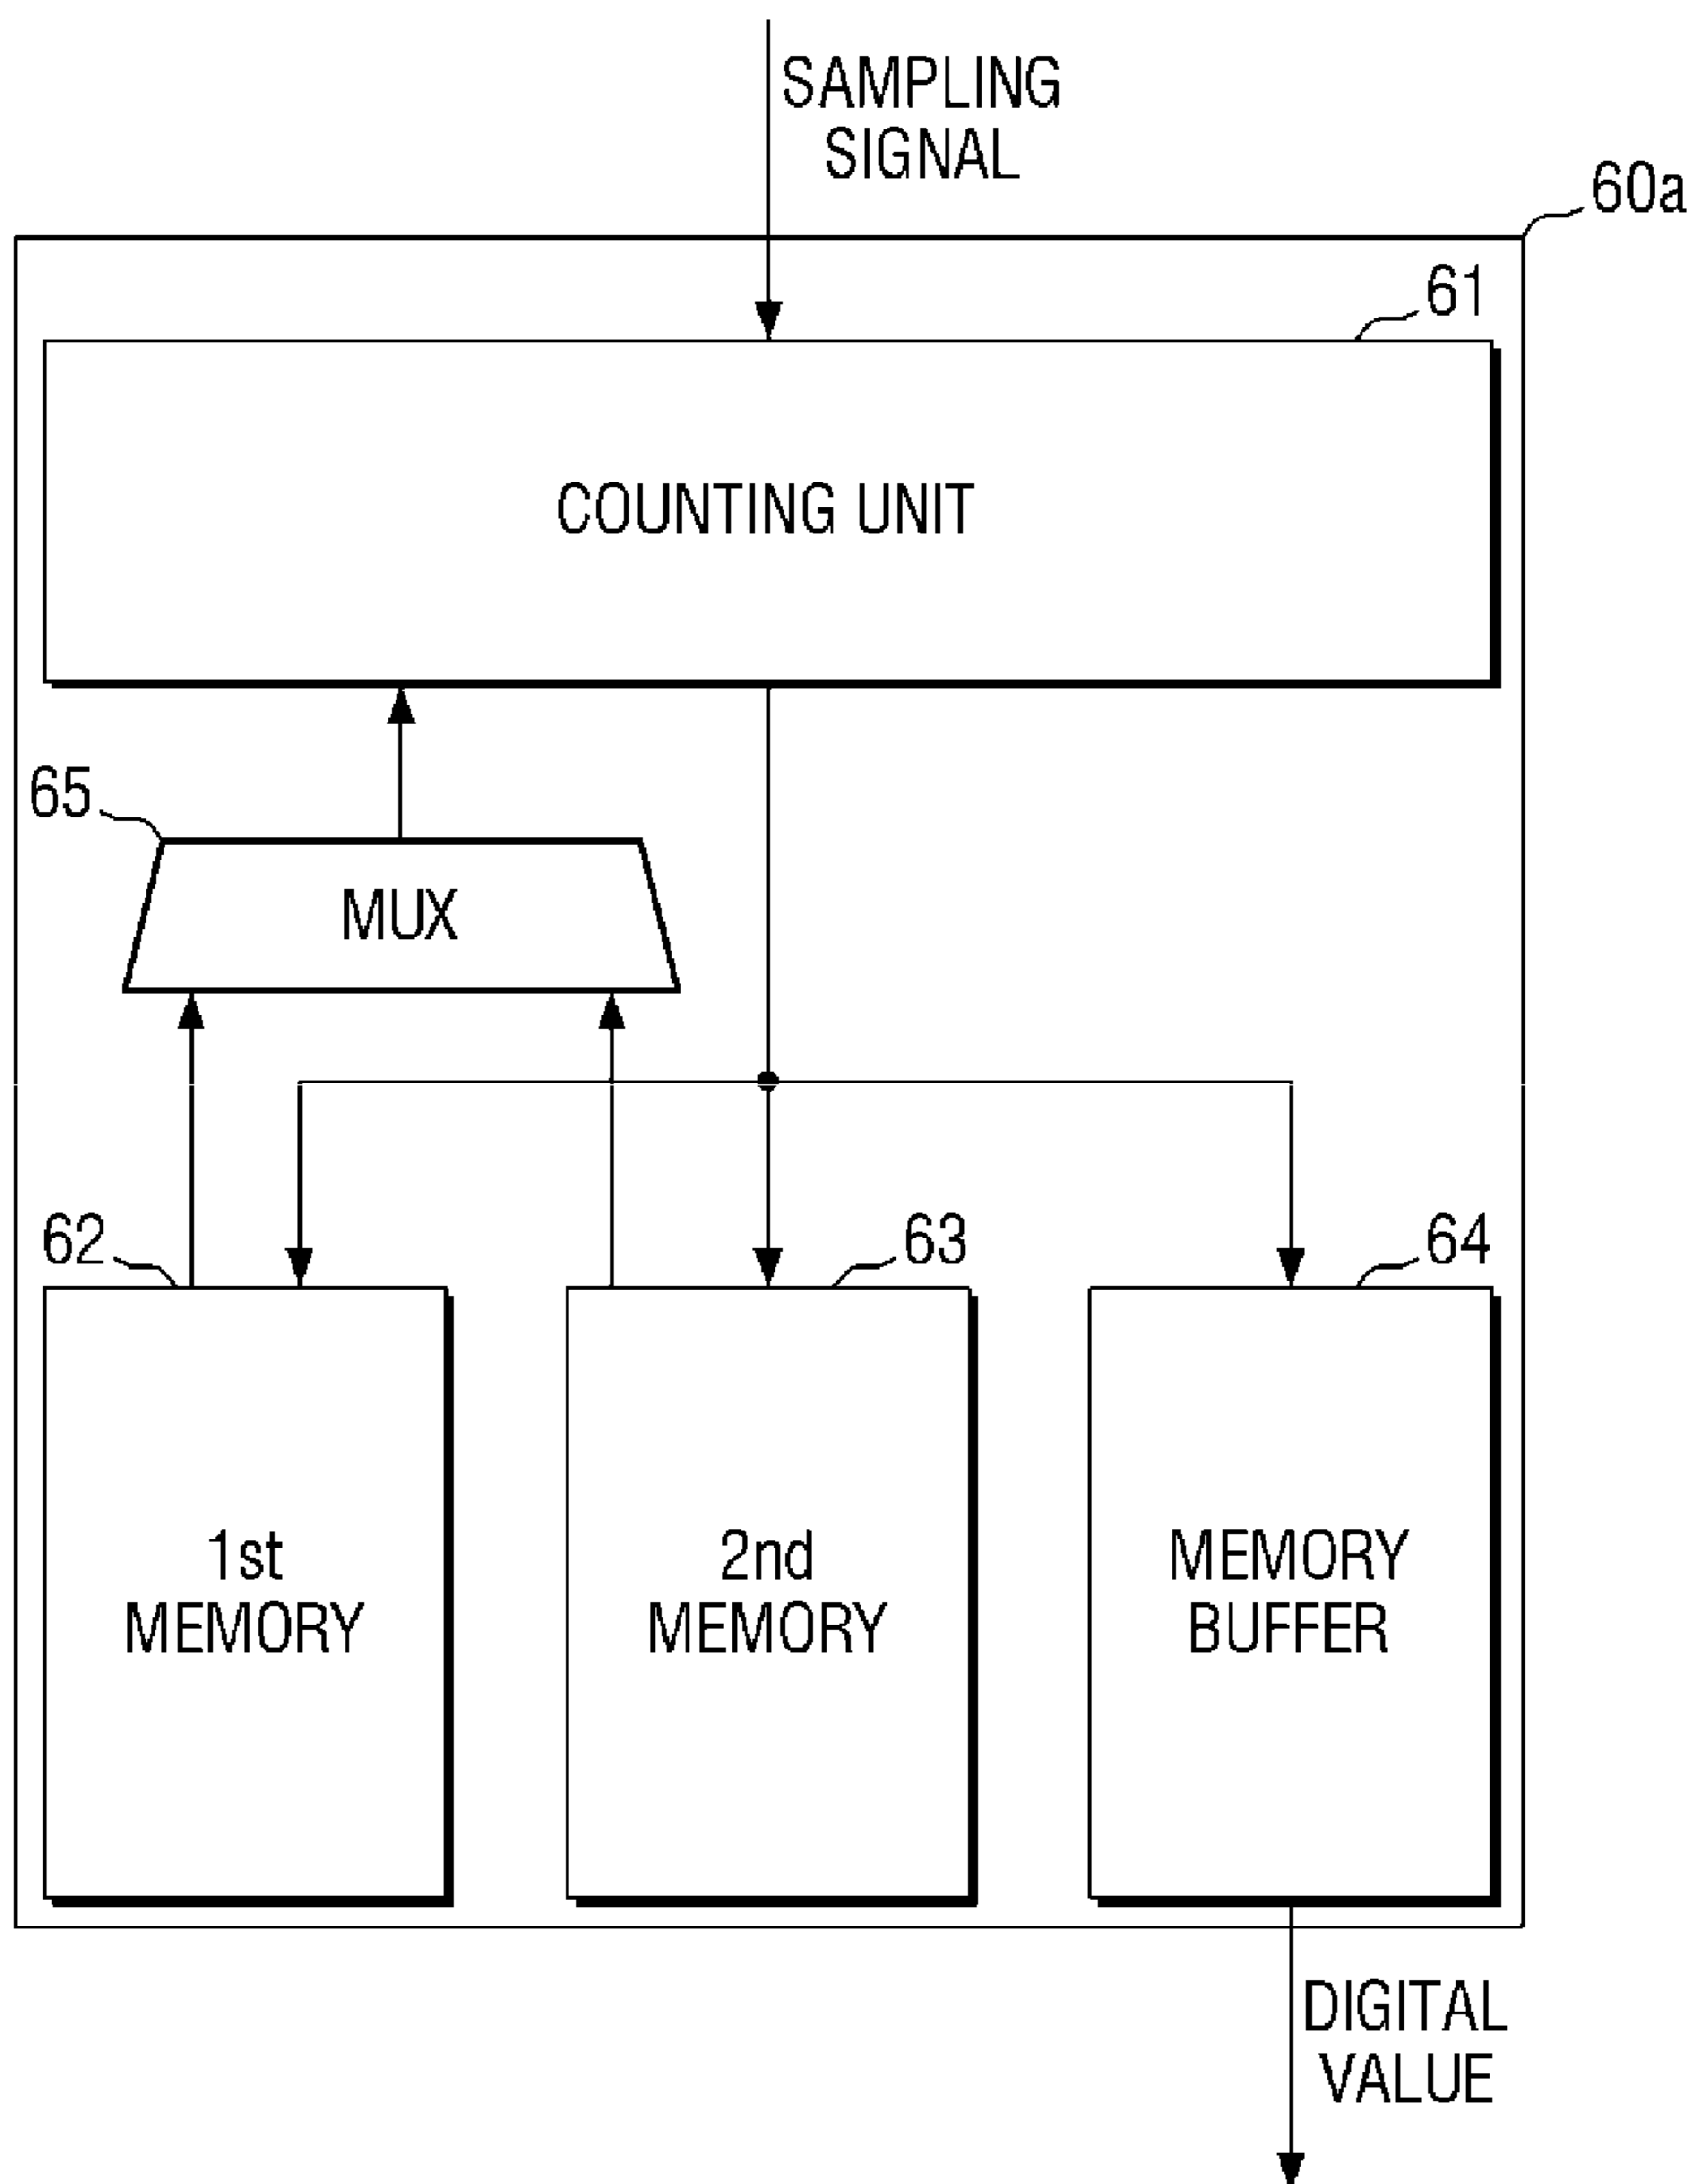 SAMPLING
SIGNAL
60a
61
COUNTING UNIT
65
MUX
62
63
64
1st
MEMORY
2nd
MEMORY
MEMORY
BUFFER
DIGITAL
VALUE